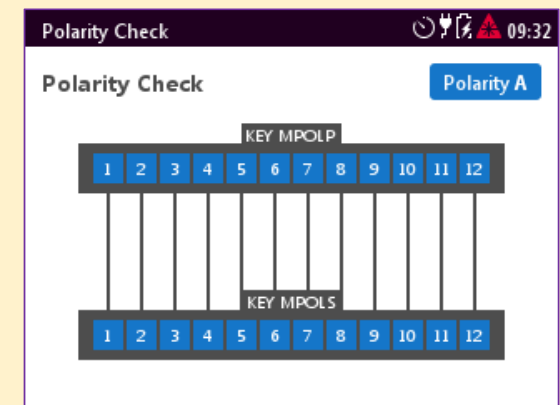 Polarity Check 09:32
Polarity Check Polarity A
KEY MPOLP
1 2 3 4 5 6 7 8 9 10 11 12
KEY MPOLS
1 2 3 4 5 6 7 8 9 10 11 12